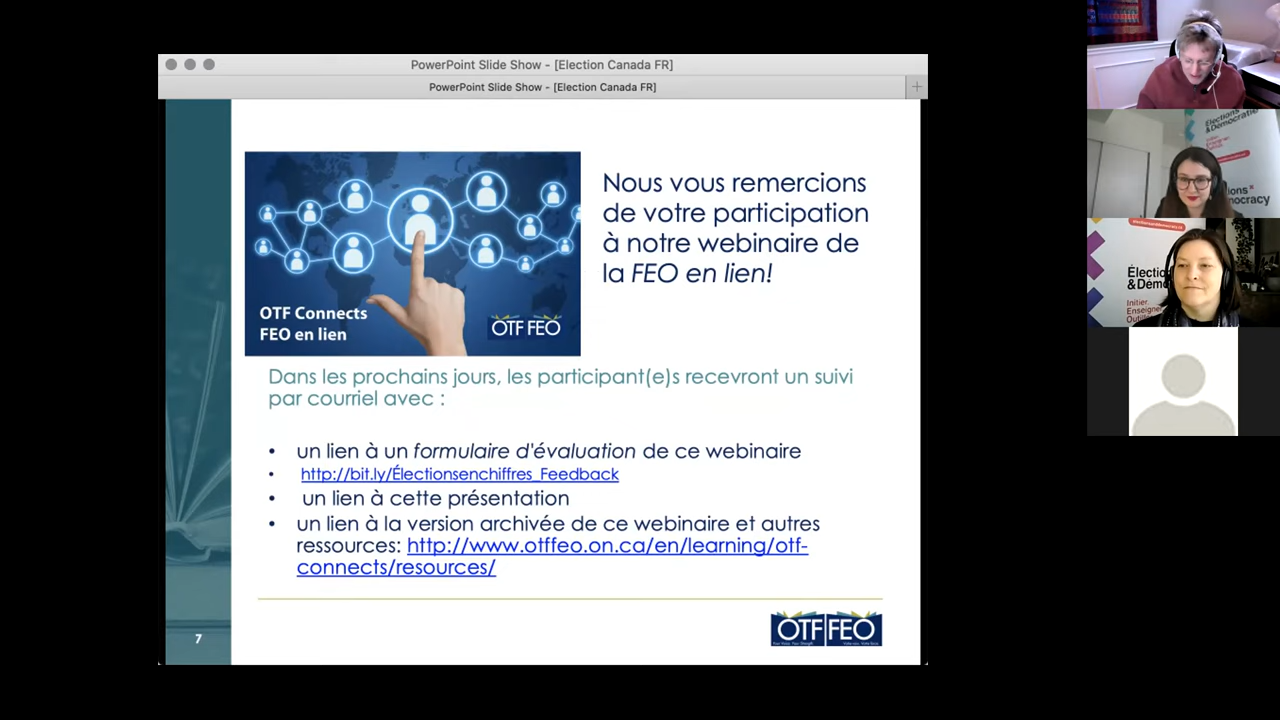 PowerPoint Slide Show - [Election Canada FR]
PowerPoint Slide Show - [Election Canada FR]
OTF Connects
FEO en lien
OTF FEO
Nous vous remercions
de votre participation
à notre webinaire de
la FEO en lien!
Dans les prochains jours, les participant(e)s recevront un suivi
par courriel avec :
• un lien à un formulaire d'évaluation de ce webinaire
• http://bit.ly/Électionsenchiffres_Feedback
• un lien à cette présentation
• un lien à la version archivée de ce webinaire et autres
ressources: http://www.otffeo.on.ca/en/learning/otf-
connects/resources/
7
OTF FEO
Élections
&Démocratie